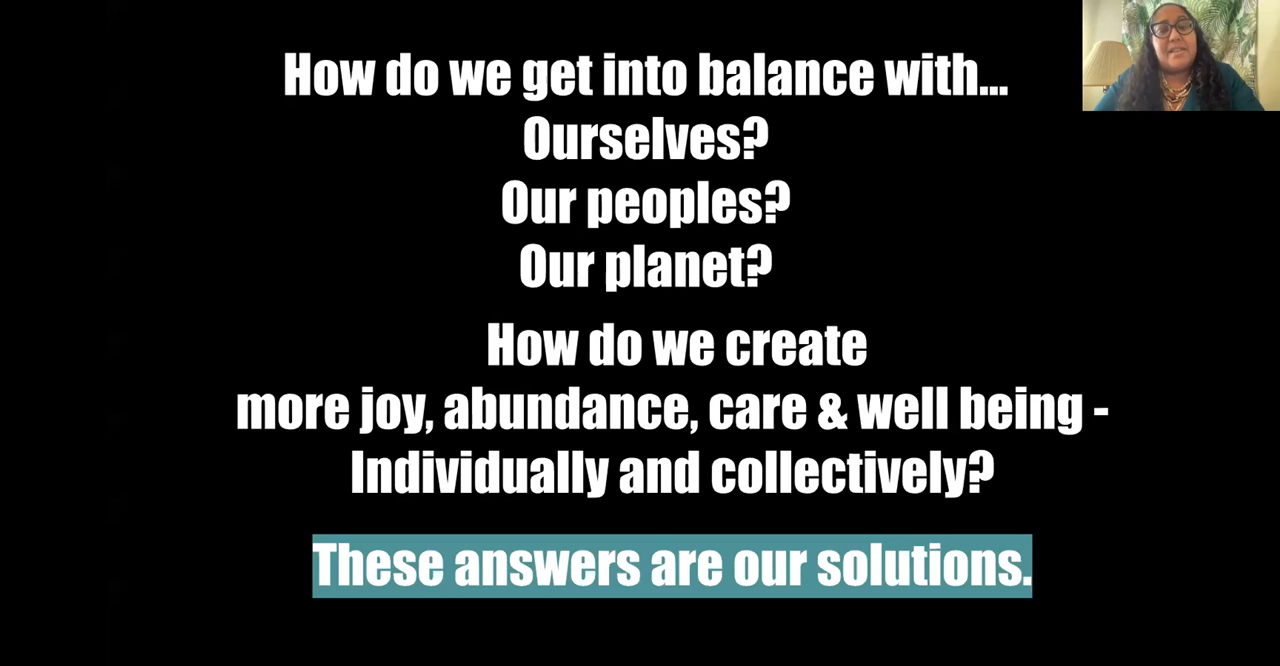 How do we get into balance with...
Ourselves?
Our peoples?
Our planet?
How do we create
more joy, abundance, care & well being -
Individually and collectively?
These answers are our solutions.